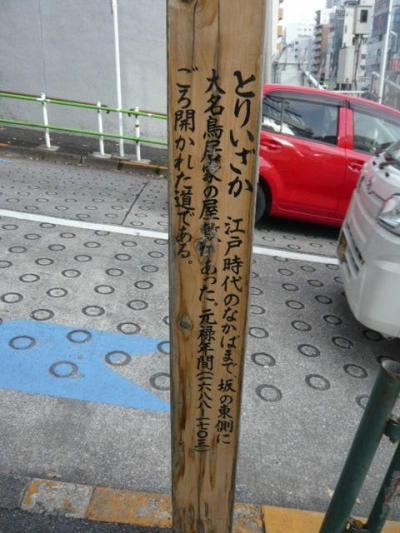 とりいざか 江戸時代のなかばまで、坂の東側に
大名鳥居家の屋敷があった。元禄年間(一六八八―一七〇三)
ごろ開かれた道である。